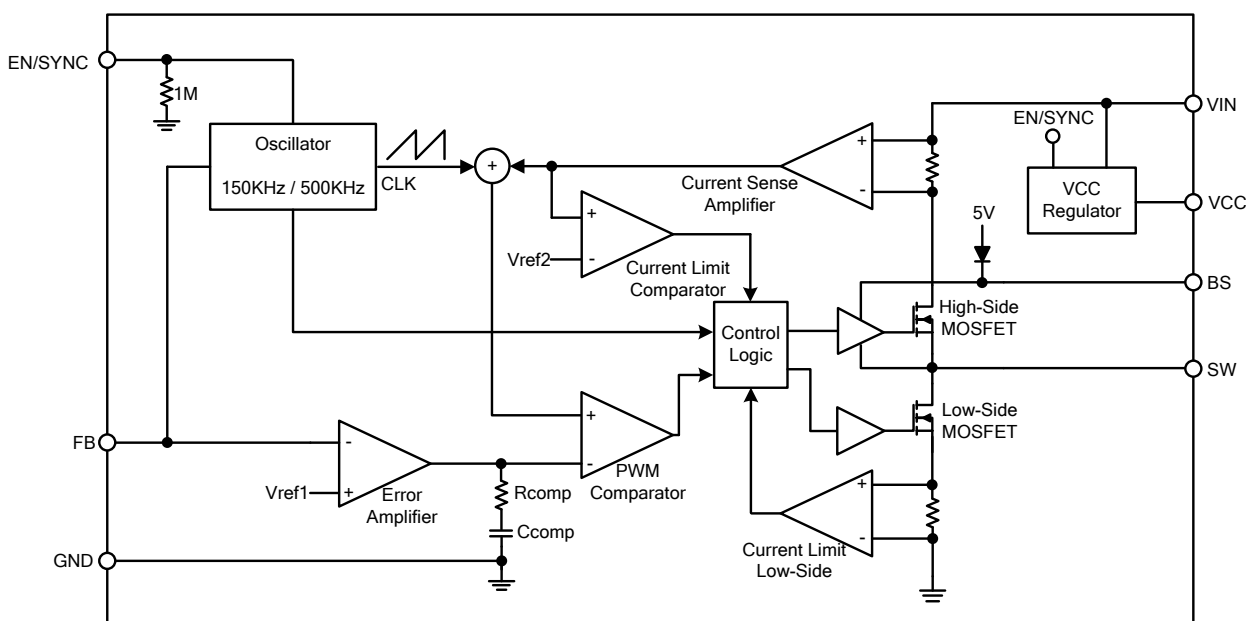 EN/SYNC
1M
Oscillator
150KHz / 500KHz
CLK
+
Current Sense
Amplifier
+
-
EN/SYNC
VCC
Regulator
VIN
VCC
5V
BS
+
-
Vref2
Current Limit
Comparator
Control
Logic
High-Side
MOSFET
SW
Low-Side
MOSFET
FB
-
+
Vref1
Error
Amplifier
+
-
PWM
Comparator
Rcomp
Ccomp
+
-
Current Limit
Low-Side
GND